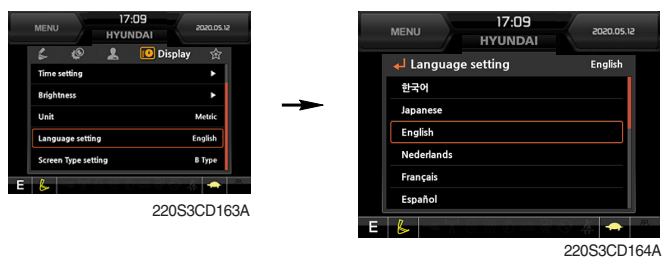 MENU
17:09
HYUNDAI
2020.05.12
Display
Time setting
Brightness
Unit Metric
Language setting English
Screen Type setting B Type
E
220S3CD163A
MENU
17:09
HYUNDAI
2020.05.12
Language setting English
한국어
Japanese
English
Nederlands
Français
Español
E
220S3CD164A